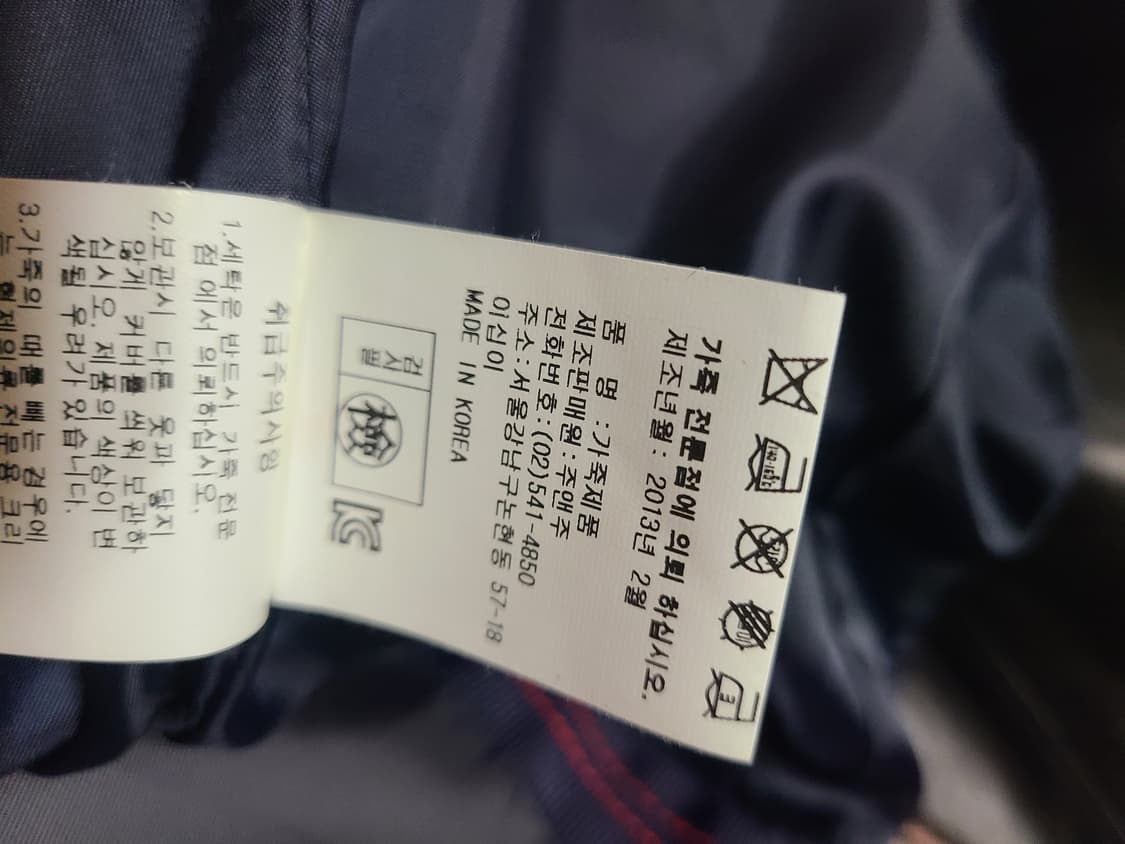 가죽 전문점에 의뢰 하십시오.
제조년월: 2013년 2월
품 명 :가죽제품
제조판매원:주앤주
전화번호:(02)541-4850
주소:서울강남구논현동 57-18
이십이
MADE IN KOREA
검사필
檢
KC
취급주의사항
1.세탁은 반드시 가죽전문
점에서 의뢰하십시오.
2.보관시 다른 옷과 닿지
않게 커버를 씌워 보관하
십시오.제품의 색상이 변
색될 우려가 있습니다.
3.가죽의 때를 빼는 경우에
는